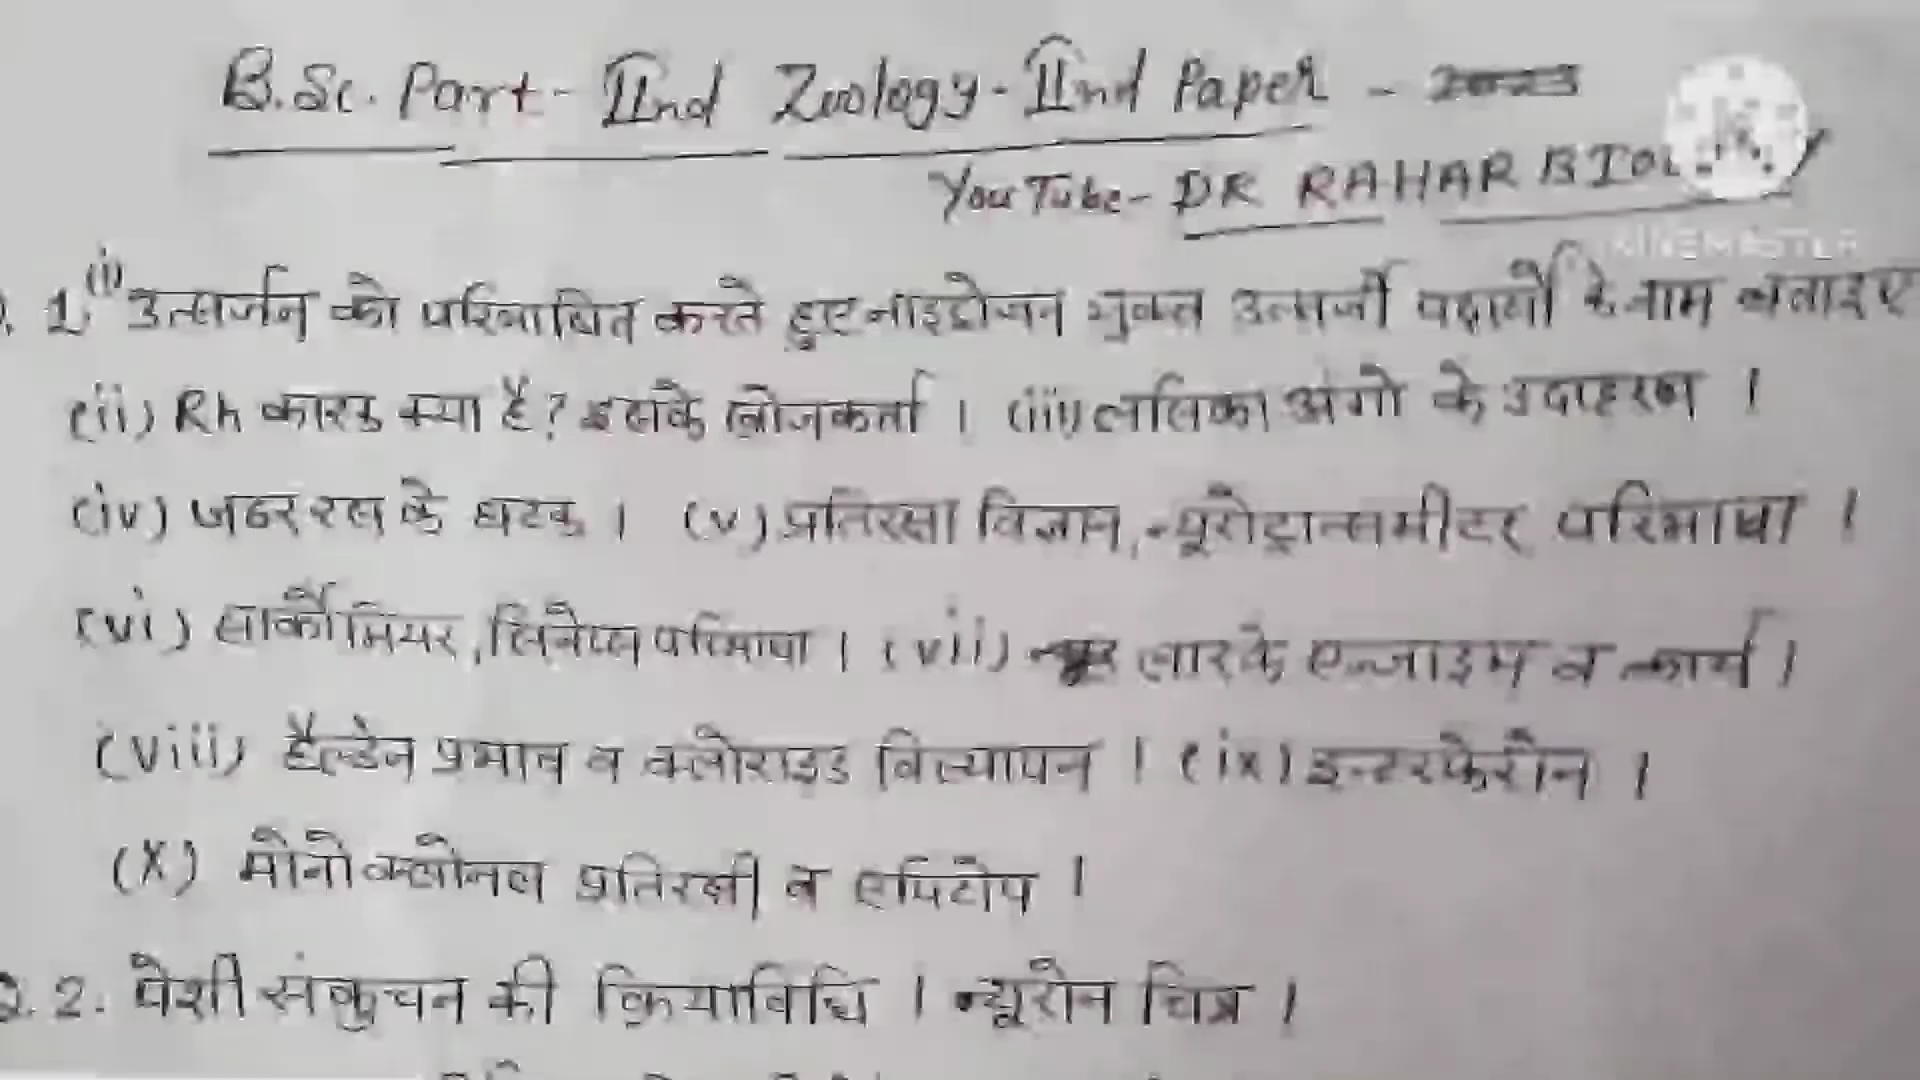 B.Sc. Part - IInd Zoology - IInd Paper -
YouTube - DR RAHAR BIOL
KINEMASTER
1. (i) उत्सर्जन को परिभाषित करते हुए नाइट्रोजन युक्त उत्सर्जी पदार्थों के नाम बताइए
(ii) Rh कारक क्या है? इसके खोजकर्ता । (iii) लसिका अंगो के उदाहरण ।
(iv) जठर रस के घटक । (v) प्रतिरक्षा विज्ञान, न्यूरोट्रान्समीटर परिभाषा ।
(vi) सार्कोमियर, सिनेप्स परिभाषा । (vii) लार के एन्जाइम व कार्य ।
(viii) हैल्डेन प्रभाव व क्लोराइड विस्थापन । (ix) इन्टरफेरॉन ।
(x) मोनोक्लोनल प्रतिरक्षी व एपिटोप ।
Q.2. पेशी संकुचन की क्रियाविधि । न्यूरोन चित्र ।